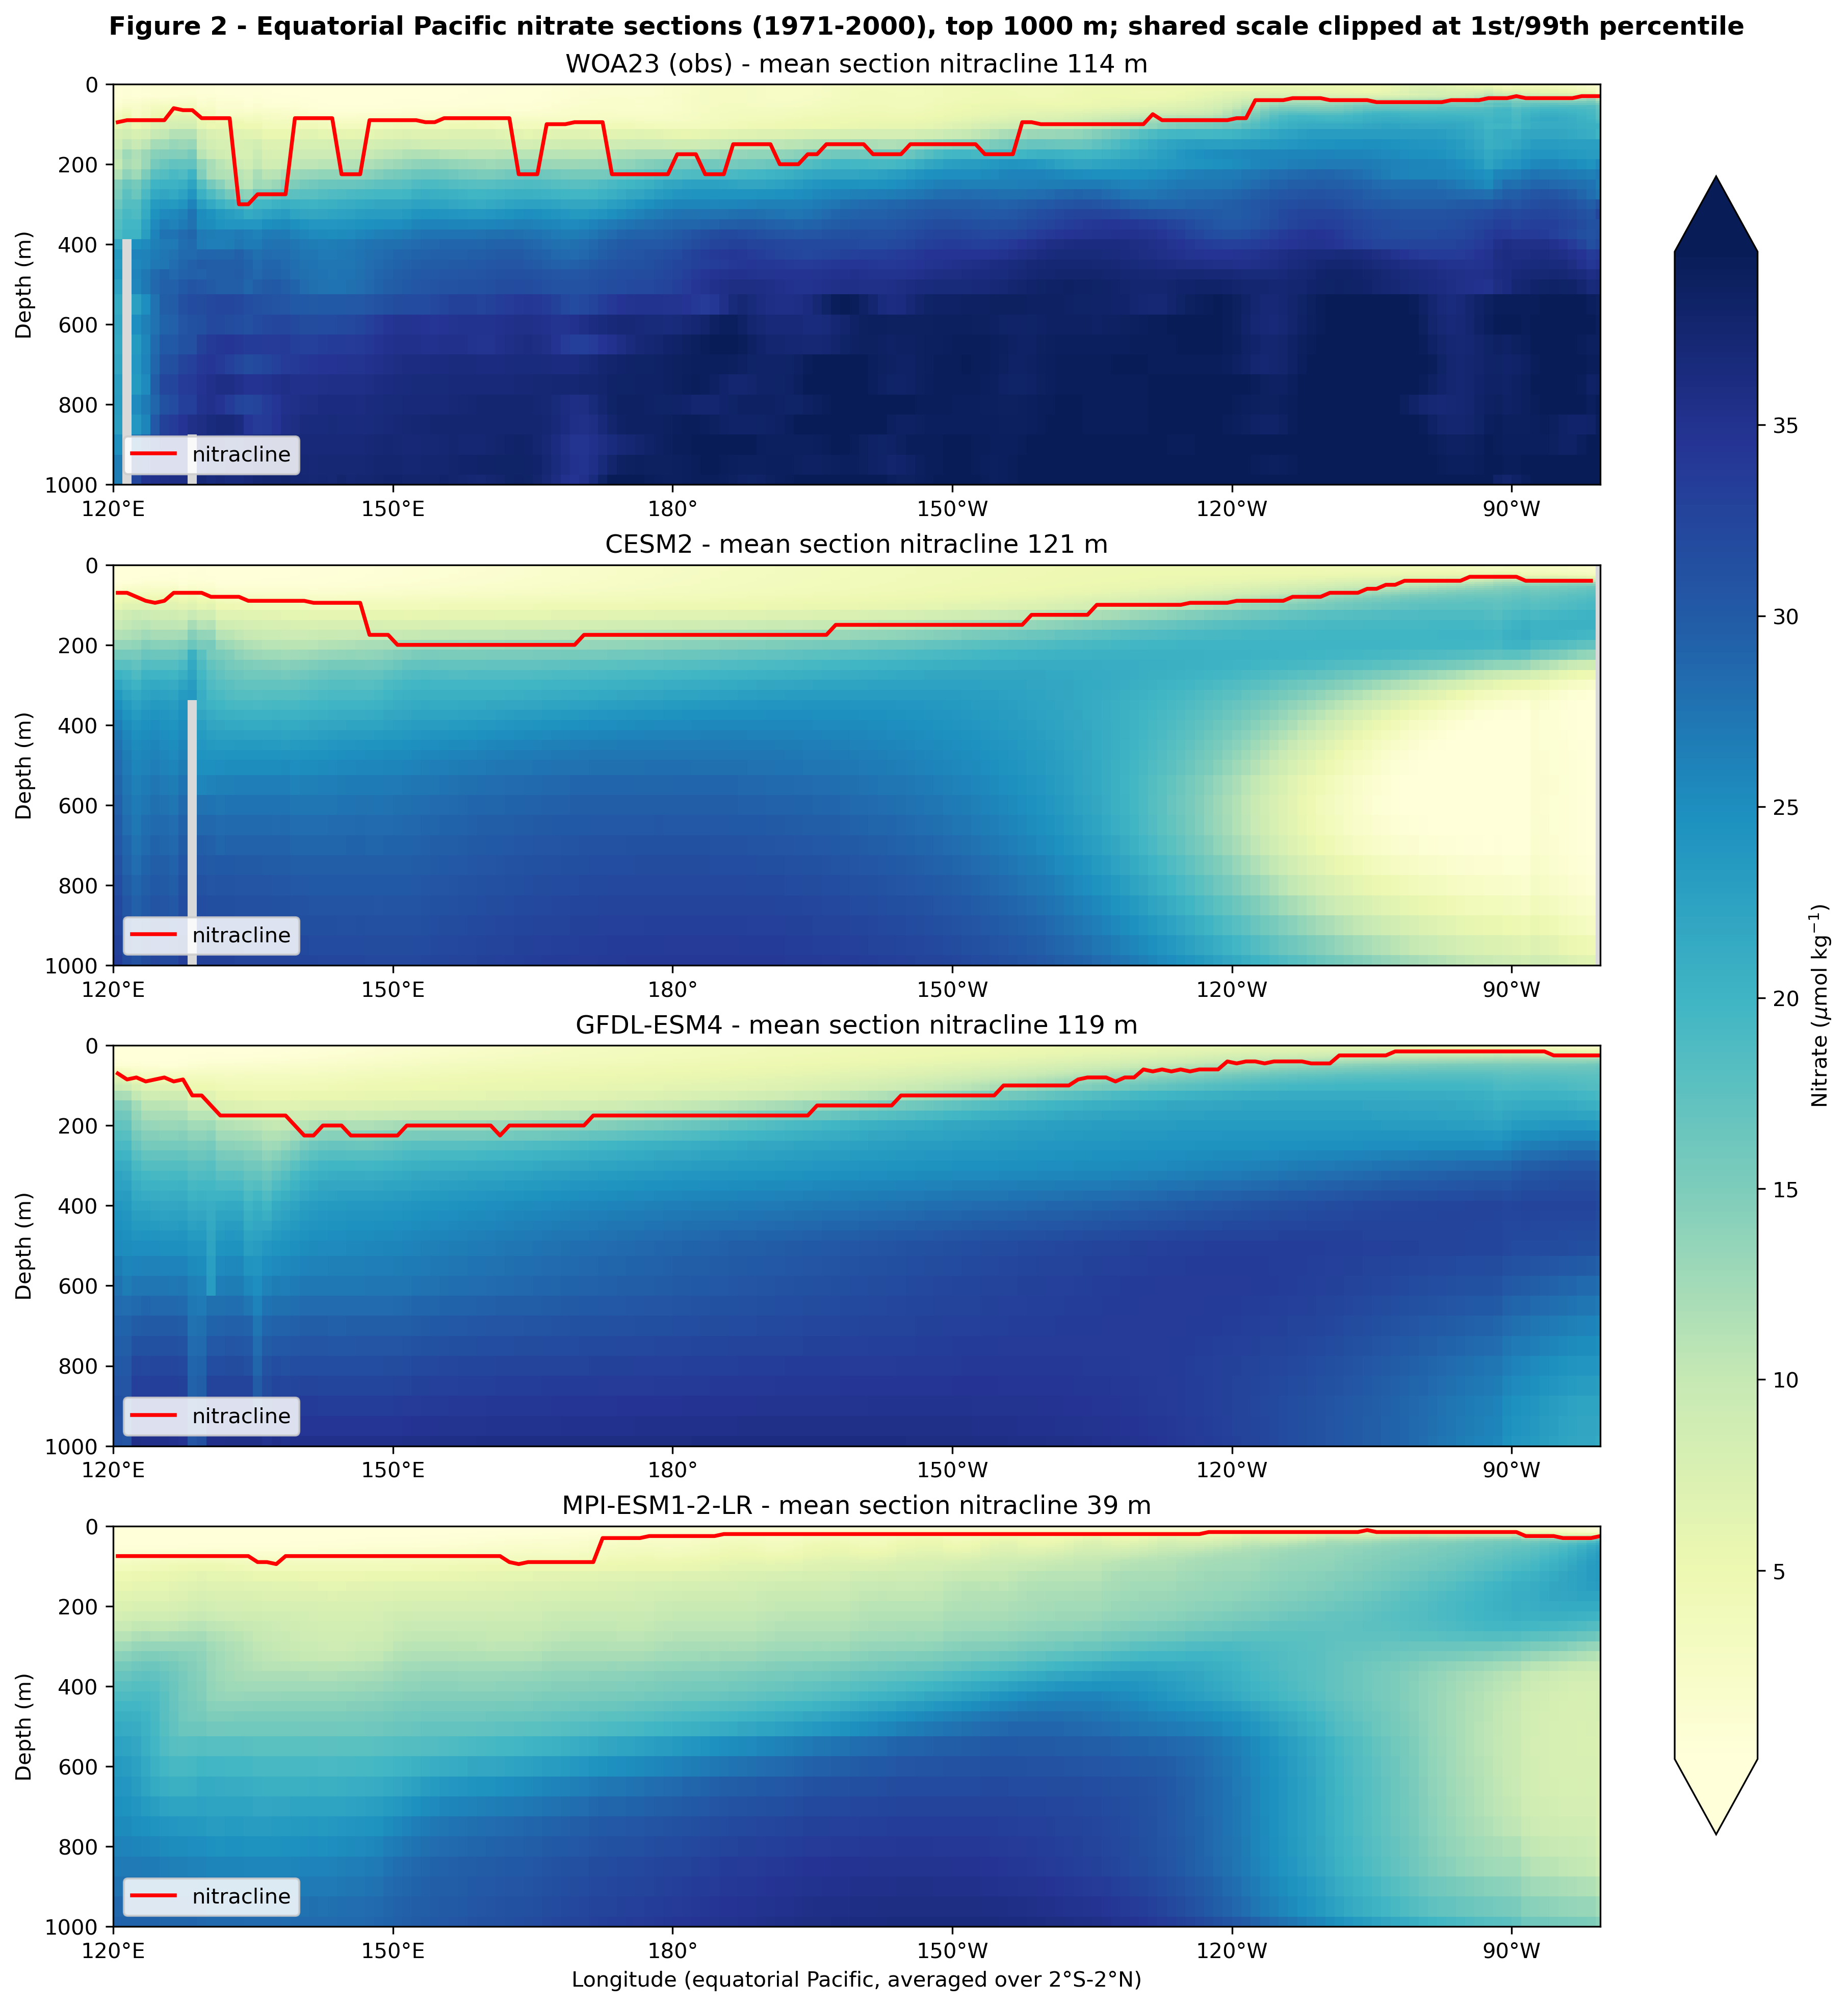 Figure 2 - Equatorial Pacific nitrate sections (1971-2000), top 1000 m; shared scale clipped at 1st/99th percentile
WOA23 (obs) - mean section nitracline 114 m
0
200
400
600
800
1000
Depth (m)
nitracline
120°E 150°E 180° 150°W 120°W 90°W
CESM2 - mean section nitracline 121 m
0
200
400
600
800
1000
Depth (m)
nitracline
120°E 150°E 180° 150°W 120°W 90°W
GFDL-ESM4 - mean section nitracline 119 m
0
200
400
600
800
1000
Depth (m)
nitracline
120°E 150°E 180° 150°W 120°W 90°W
MPI-ESM1-2-LR - mean section nitracline 39 m
0
200
400
600
800
1000
Depth (m)
nitracline
120°E 150°E 180° 150°W 120°W 90°W
Longitude (equatorial Pacific, averaged over 2°S-2°N)
35
30
25
20
15
10
5
Nitrate (μmol kg⁻¹)